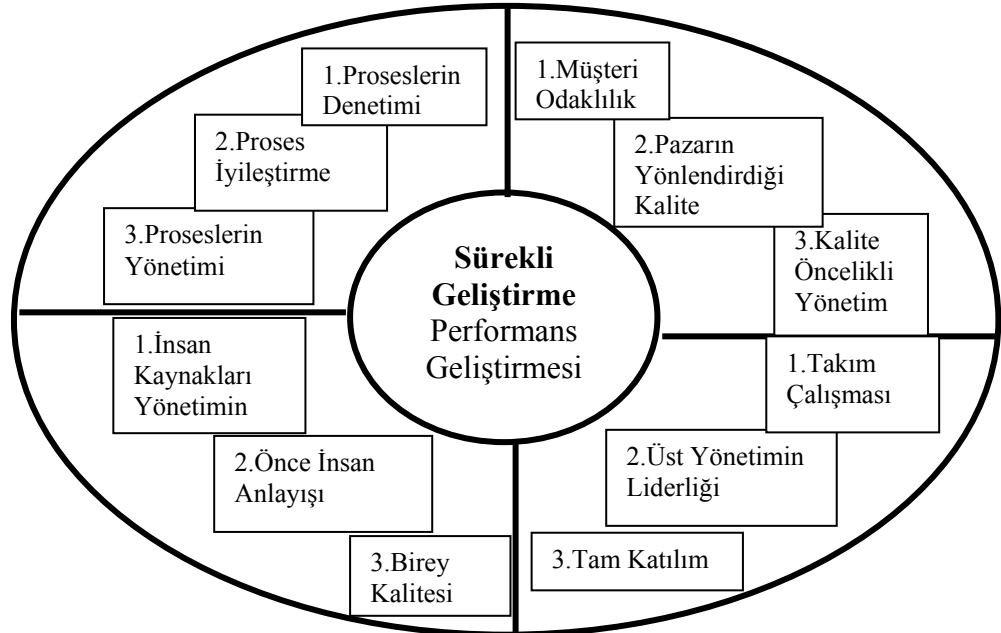 1.Proseslerin
Denetimi
2.Proses
İyileştirme
3.Proseslerin
Yönetimi
1.Müşteri
Odaklılık
2.Pazarın
Yönlendirdiği
Kalite
3.Kalite
Öncelikli
Yönetim
Sürekli
Geliştirme
Performans
Geliştirmesi
1.İnsan
Kaynakları
Yönetimin
2.Önce İnsan
Anlayışı
3.Birey
Kalitesi
1.Takım
Çalışması
2.Üst Yönetimin
Liderliği
3.Tam Katılım